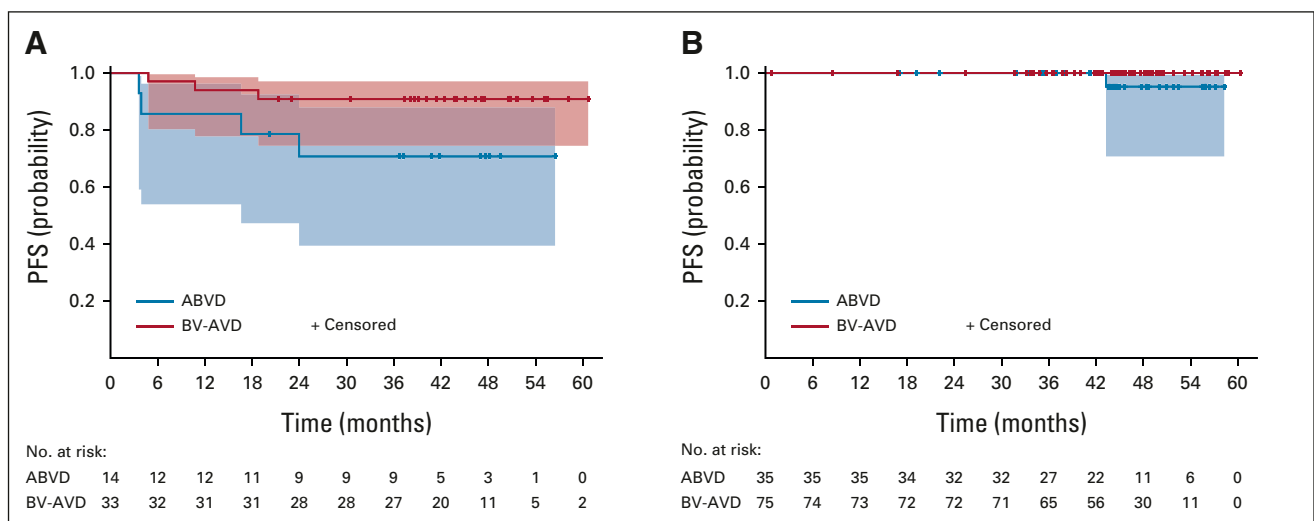 A
PFS (probability)
1.0
0.8
0.6
0.4
0.2
ABVD
BV-AVD
+ Censored
0 6 12 18 24 30 36 42 48 54 60
Time (months)
No. at risk:
ABVD 14 12 12 11 9 9 9 5 3 1 0
BV-AVD 33 32 31 31 28 28 27 20 11 5 2
B
PFS (probability)
1.0
0.8
0.6
0.4
0.2
ABVD
BV-AVD
+ Censored
0 6 12 18 24 30 36 42 48 54 60
Time (months)
No. at risk:
ABVD 35 35 35 34 32 32 27 22 11 6 0
BV-AVD 75 74 73 72 72 71 65 56 30 11 0